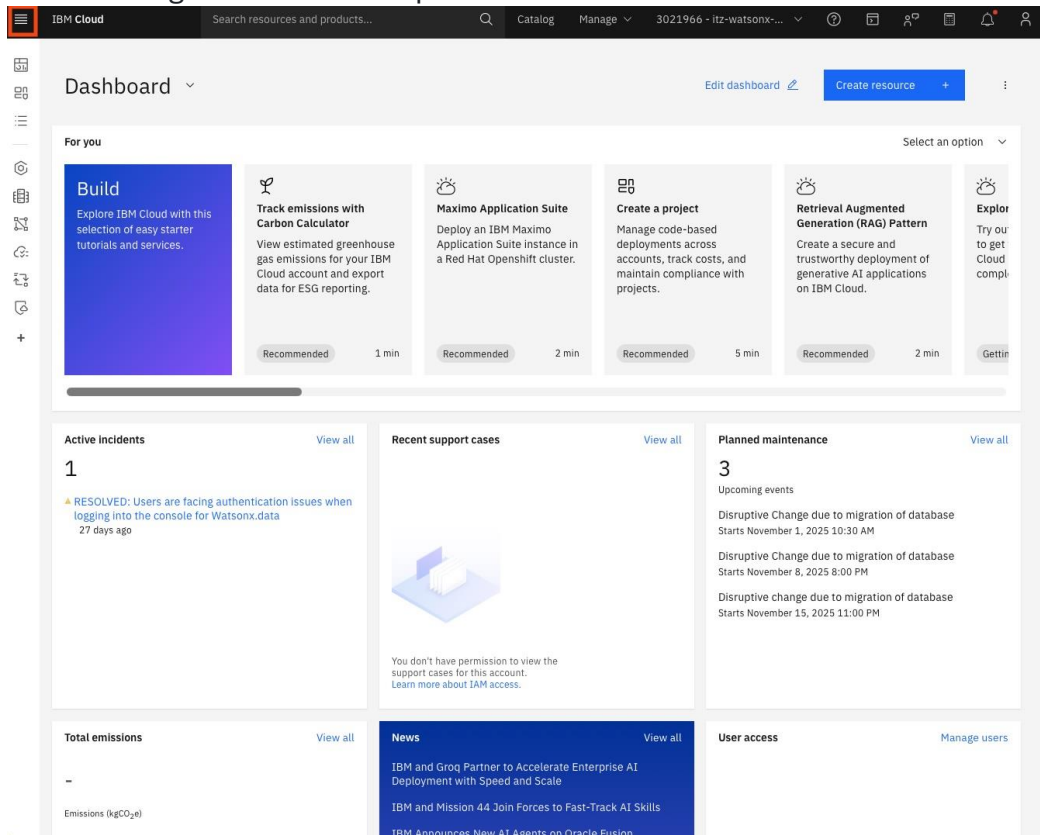 IBM Cloud
Search resources and products...
Catalog
Manage
3021966 - itz-watsonx-...
Dashboard
Edit dashboard
Create resource +
For you
Select an option
Build
Explore IBM Cloud with this
selection of easy starter
tutorials and services.
Track emissions with
Carbon Calculator
View estimated greenhouse
gas emissions for your IBM
Cloud account and export
data for ESG reporting.
Recommended
1 min
Maximo Application Suite
Deploy an IBM Maximo
Application Suite instance in
a Red Hat Openshift cluster.
Recommended
2 min
Create a project
Manage code-based
deployments across
accounts, track costs, and
maintain compliance with
projects.
Recommended
5 min
Retrieval Augmented
Generation (RAG) Pattern
Create a secure and
trustworthy deployment of
generative AI applications
on IBM Cloud.
Recommended
2 min
Explor
to get
Cloud
Active incidents
View all
1
RESOLVED: Users are facing authentication issues when
logging into the console for Watsonx.data
27 days ago
Recent support cases
View all
You don't have permission to view the
support cases for this account.
Learn more about IAM access.
Planned maintenance
View all
3
Upcoming events
Disruptive Change due to migration of database
Starts November 1, 2025 10:30 AM
Disruptive Change due to migration of database
Starts November 8, 2025 8:00 PM
Disruptive change due to migration of database
Starts November 15, 2025 11:00 PM
Total emissions
View all
-
Emissions (kgCO₂e)
News
View all
IBM and Groq Partner to Accelerate Enterprise AI
Deployment with Speed and Scale
IBM and Mission 44 Join Forces to Fast-Track AI Skills
IBM Announces New AI Agents on Oracle Fusion
User access
Manage users